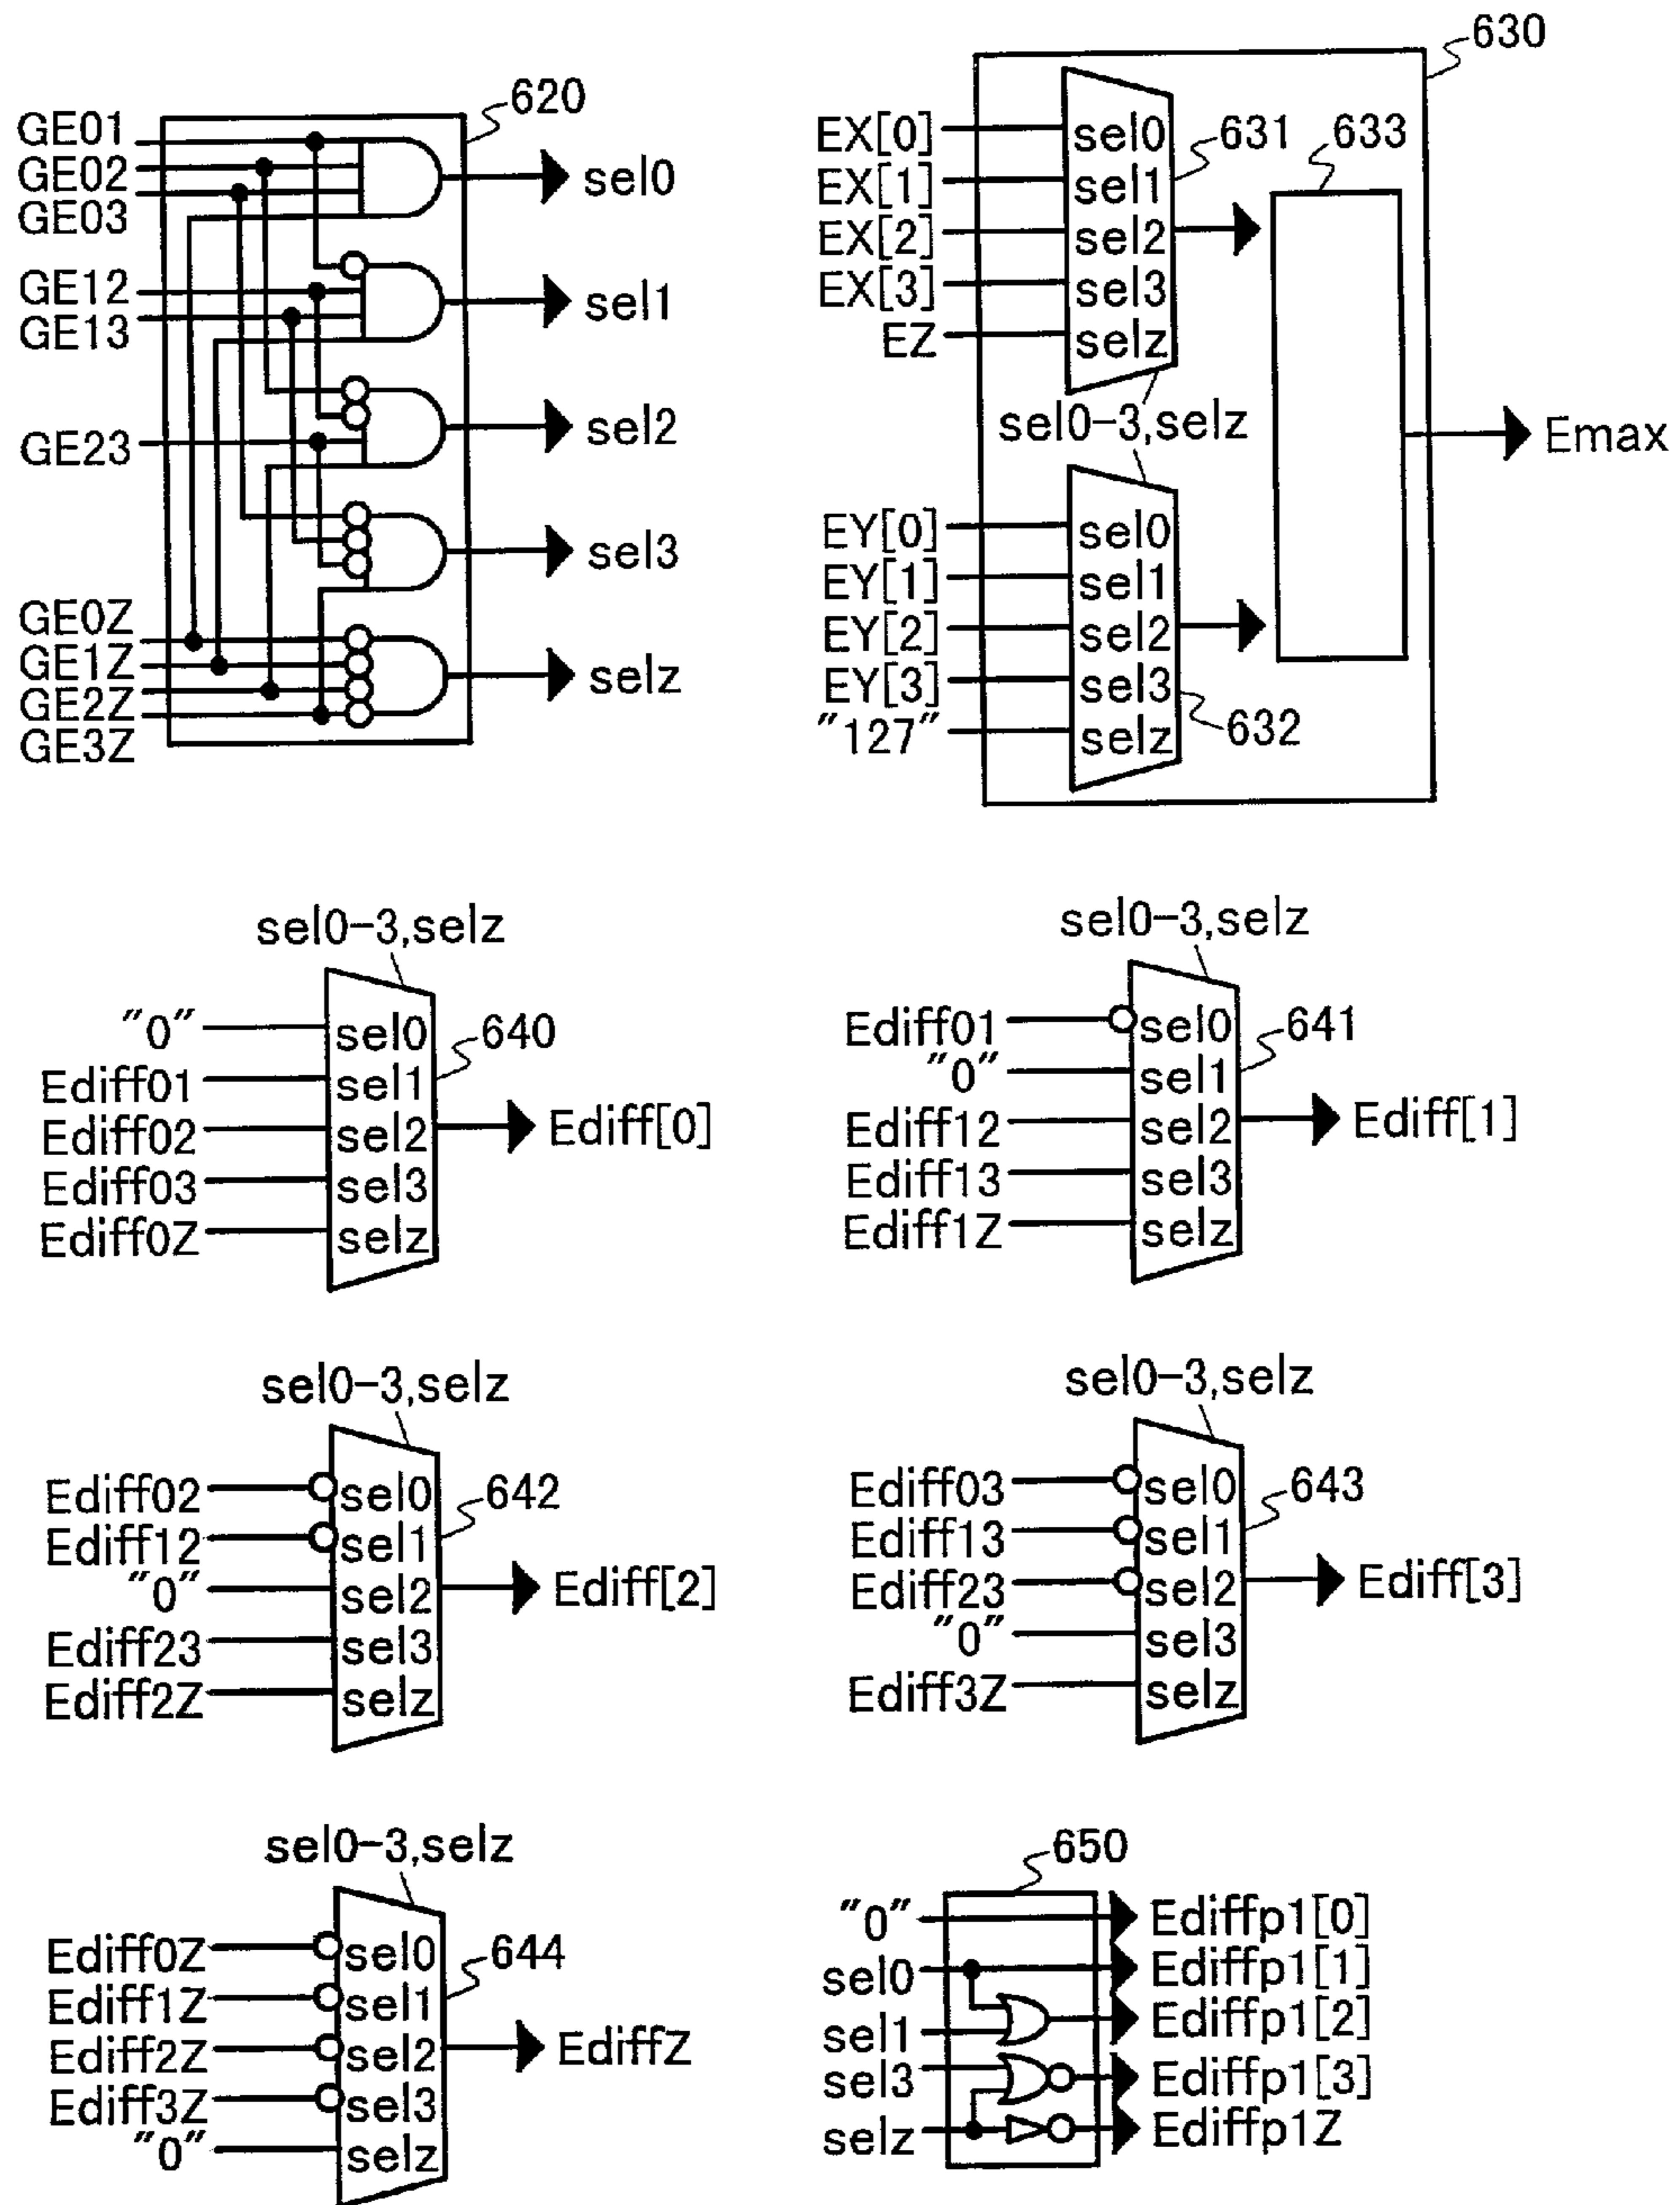 620
GE01
GE02
GE03
sel0
GE12
GE13
sel1
GE23
sel2
sel3
GE0Z
GE1Z
GE2Z
GE3Z
selz
630
EX[0]
EX[1]
EX[2]
EX[3]
EZ
sel0
sel1
sel2
sel3
selz
631
633
sel0-3,selz
Emax
EY[0]
EY[1]
EY[2]
EY[3]
"127"
sel0
sel1
sel2
sel3
selz
632
sel0-3,selz
"0"
Ediff01
Ediff02
Ediff03
Ediff0Z
sel0
sel1
sel2
sel3
selz
640
Ediff[0]
sel0-3,selz
Ediff01
"0"
Ediff12
Ediff13
Ediff1Z
sel0
sel1
sel2
sel3
selz
641
Ediff[1]
sel0-3,selz
Ediff02
Ediff12
"0"
Ediff23
Ediff2Z
sel0
sel1
sel2
sel3
selz
642
Ediff[2]
sel0-3,selz
Ediff03
Ediff13
Ediff23
"0"
Ediff3Z
sel0
sel1
sel2
sel3
selz
643
Ediff[3]
sel0-3,selz
Ediff0Z
Ediff1Z
Ediff2Z
Ediff3Z
"0"
sel0
sel1
sel2
sel3
selz
644
EdiffZ
650
"0"
sel0
sel1
sel3
selz
Ediffp1[0]
Ediffp1[1]
Ediffp1[2]
Ediffp1[3]
Ediffp1Z